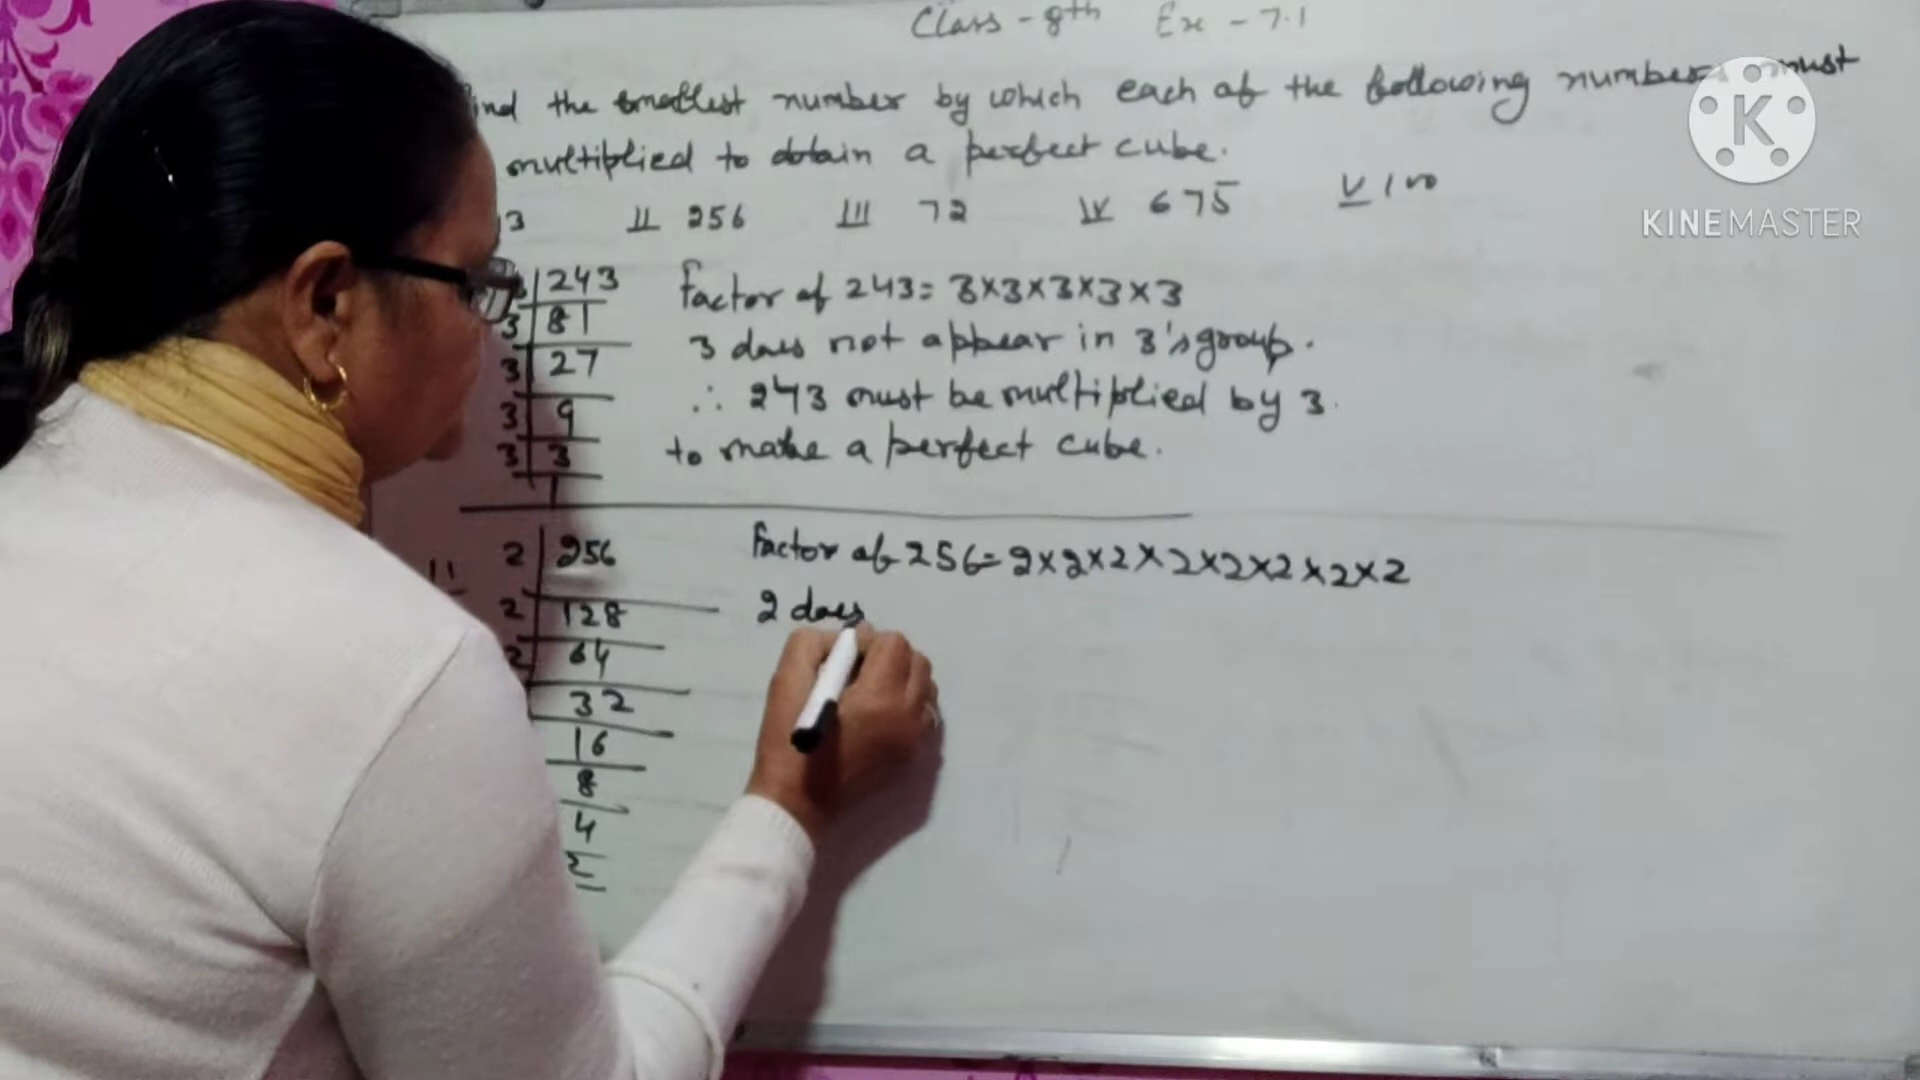 Class - 8th Ex - 7.1
ind the smallest number by which each of the following numbers must
multiplied to obtain a perfect cube.
3 II 256 III 72 IV 675 V 100
KINEMASTER
243 Factor of 243 = 3×3×3×3×3
3 81
3 does not appear in 3's group.
3 27
∴ 243 must be multiplied by 3.
3 9
3 3 to make a perfect cube.
1
II 2 256 Factor of 256 = 2×2×2×2×2×2×2×2
2 128 2 does
2 64
32
16
8
4
2